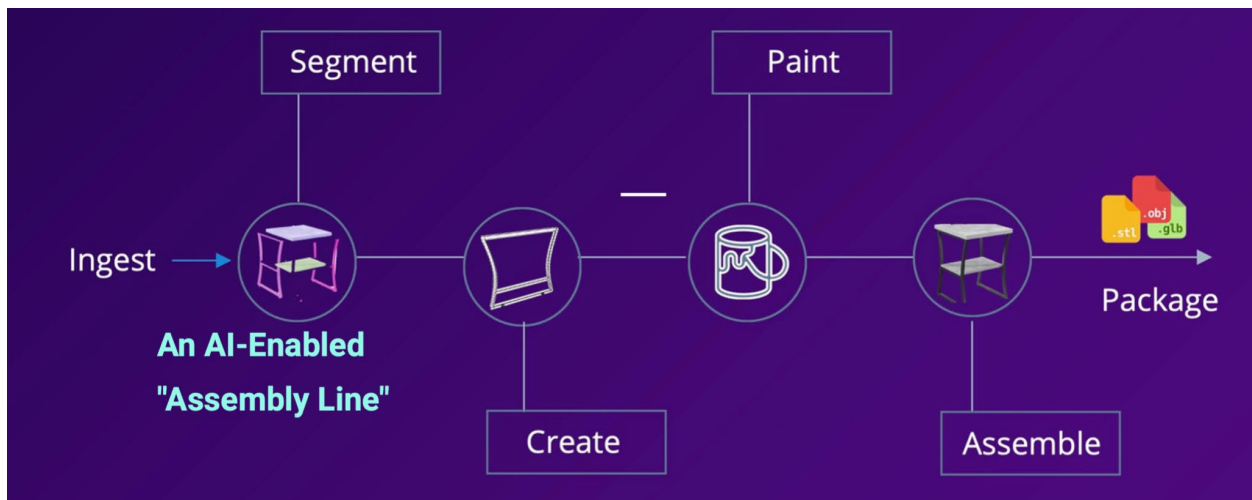 Segment
Paint
Ingest
.stl
.obj
.glb
Package
An AI-Enabled
"Assembly Line"
Create
Assemble